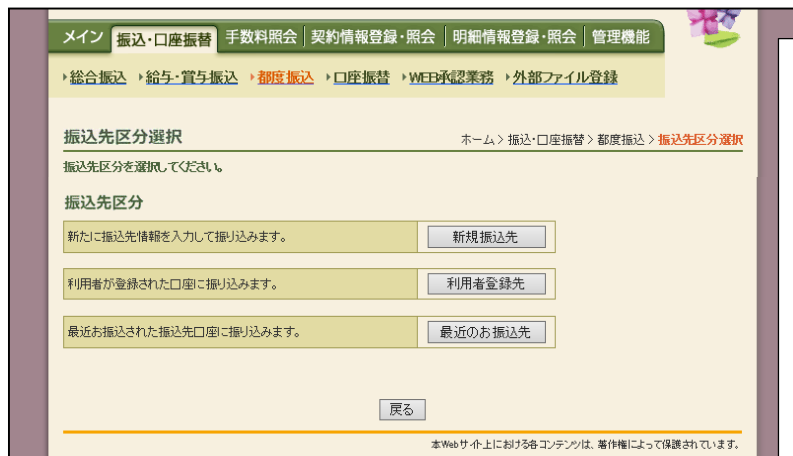 メイン 振込・口座振替 手数料照会 契約情報登録・照会 明細情報登録・照会 管理機能
総合振込 給与・賞与振込 都度振込 口座振替 WEB承認業務 外部ファイル登録
振込先区分選択 ホーム > 振込・口座振替 > 都度振込 > 振込先区分選択
振込先区分を選択してください。
振込先区分
新たに振込先情報を入力して振り込みます。 新規振込先
利用者が登録された口座に振り込みます。 利用者登録先
最近お振込された振込先口座に振り込みます。 最近のお振込先
戻る
本Webサイト上における各コンテンツは、著作権によって保護されています。